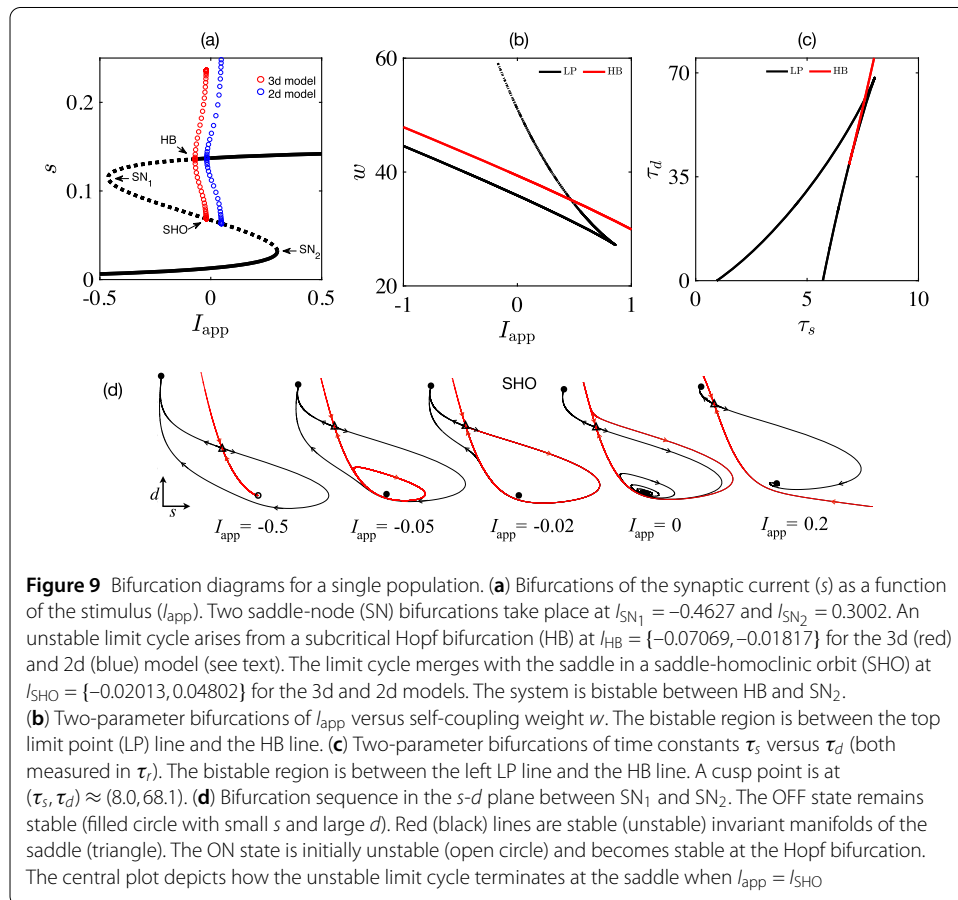 (a)
(b)
(c)
3d model
2d model
LP
HB
LP
HB
0.2
0.1
0
s
HB
SN1
SHO
SN2
-0.5
0
0.5
Iapp
60
40
20
w
-1
0
1
Iapp
70
35
0
τd
0
5
10
τs
(d)
SHO
d
s
Iapp= -0.5
Iapp= -0.05
Iapp= -0.02
Iapp= 0
Iapp= 0.2
Figure 9 Bifurcation diagrams for a single population. (a) Bifurcations of the synaptic current (s) as a function
of the stimulus (Iapp). Two saddle-node (SN) bifurcations take place at ISN1 = –0.4627 and ISN2 = 0.3002. An
unstable limit cycle arises from a subcritical Hopf bifurcation (HB) at IHB = {–0.07069, –0.01817} for the 3d (red)
and 2d (blue) model (see text). The limit cycle merges with the saddle in a saddle-homoclinic orbit (SHO) at
ISHO = {–0.02013, 0.04802} for the 3d and 2d models. The system is bistable between HB and SN2.
(b) Two-parameter bifurcations of Iapp versus self-coupling weight w. The bistable region is between the top
limit point (LP) line and the HB line. (c) Two-parameter bifurcations of time constants τs versus τd (both
measured in τr). The bistable region is between the left LP line and the HB line. A cusp point is at
(τs, τd) ≈ (8.0, 68.1). (d) Bifurcation sequence in the s-d plane between SN1 and SN2. The OFF state remains
stable (filled circle with small s and large d). Red (black) lines are stable (unstable) invariant manifolds of the
saddle (triangle). The ON state is initially unstable (open circle) and becomes stable at the Hopf bifurcation.
The central plot depicts how the unstable limit cycle terminates at the saddle when Iapp = ISHO